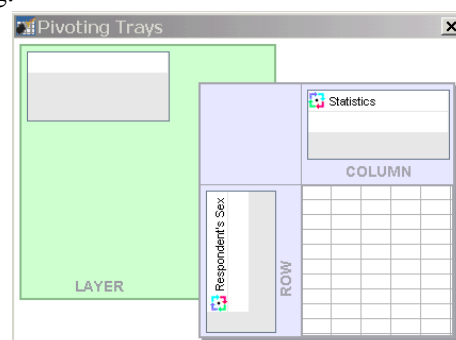 g.
Pivoting Trays
Statistics
COLUMN
Respondent's Sex
ROW
LAYER